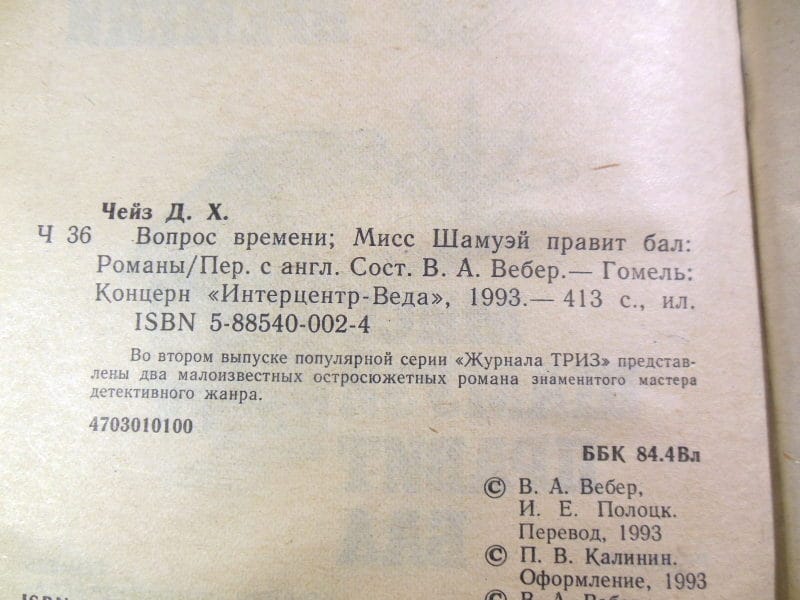 Чейз Д. Х.
Ч 36 Вопрос времени; Мисс Шамуэй правит бал:
Романы/Пер. с англ. Сост. В. А. Вебер.— Гомель:
Концерн «Интерцентр-Веда», 1993.— 413 с., ил.
ISBN 5-88540-002-4
Во втором выпуске популярной серии «Журнала ТРИЗ» представ-
лены два малоизвестных остросюжетных романа знаменитого мастера
детективного жанра.
4703010100
ББК 84.4Вл
© В. А. Вебер,
И. Е. Полоцк.
Перевод, 1993
© П. В. Калинин.
Оформление, 1993
ISBN
© В. А.